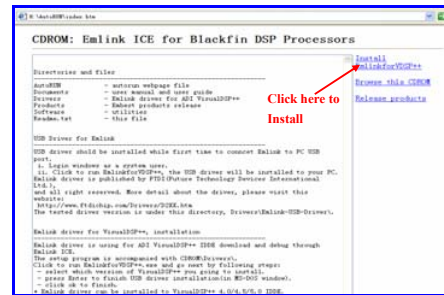 N:\AutoRUN\index.htm
CDROM: Emlink ICE for Blackfin DSP Processors
Install
EmlinkforVDSP++
Browse this CDROM
Release products
Click here to
Install
Directories and files
AutoRUN - autorun webpage file
Documents - user manual and user guide
Drivers - Emlink driver for ADI VisualDSP++
Products - Embest products release
Software - utilities
Readme.txt - this file
USB Driver for Emlink
USB driver should be installed while first time to connect Emlink to PC USB
port.
i. Login windows as a system user.
ii. Click to run EmlinkforVDSP++, the USB driver will be installed to your PC.
Emlink driver is published by FTDI(Future Technology Devices International
Ltd.),
and all right reserved. More detail about the driver, please visit this
website:
http://www.ftdichip.com/Drivers/D2XX.htm
The tested driver version is under this directory, Drivers\Emlink-USB-Driver\.
Emlink driver for VisualDSP++, installation
Emlink driver is using for ADI VisualDSP++ IDDE download and debug through
Emlink ICE.
The setup program is accompanied with CDROM\Drivers\.
Click to run EmlinkforVDSP++.exe and go next by following steps:
- select which version of VisualDSP++ you going to install.
- press Enter to finish USB driver installation(in MS-DOS window).
- click ok to finish.
* Emlink driver can be installed to VisualDSP++ 4.0/4.5/5.0 IDDE.